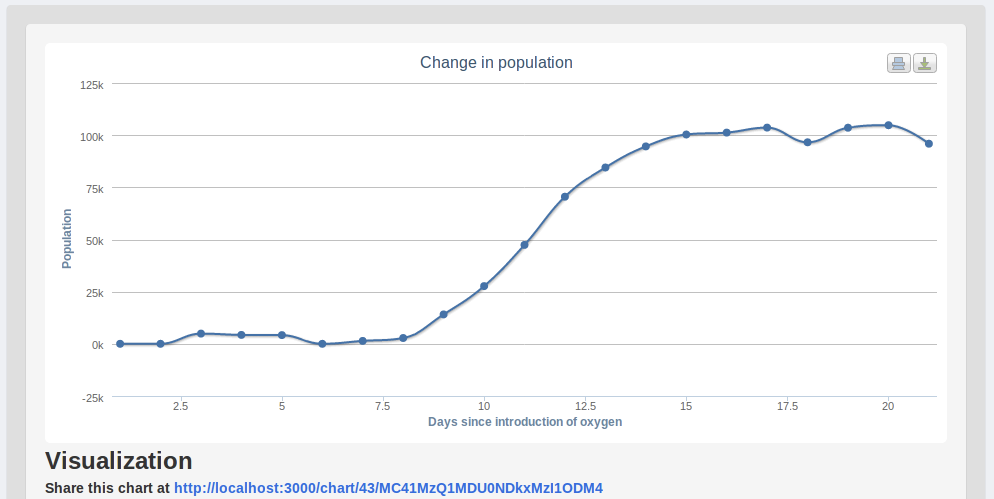 Change in population
125k
100k
75k
50k
25k
0k
-25k
Population
2.5 5 7.5 10 12.5 15 17.5 20
Days since introduction of oxygen
Visualization
Share this chart at http://localhost:3000/chart/43/MC41MzQ1MDU0NDkxMzI1ODM4